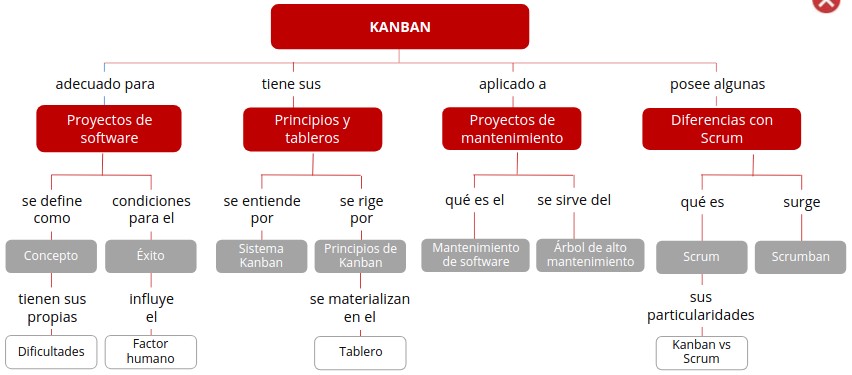 KANBAN
adecuado para
tiene sus
aplicado a
posee algunas
Proyectos de
software
Principios y
tableros
Proyectos de
mantenimiento
Diferencias con
Scrum
se define
como
condiciones
para el
se entiende
por
se rige
por
qué es el
se sirve del
qué es
surge
Concepto
Éxito
Sistema
Kanban
Principios de
Kanban
Mantenimiento
de software
Árbol de alto
mantenimiento
Scrum
Scrumban
tienen sus
propias
influye
el
se materializan
en el
sus
particularidades
Dificultades
Factor
humano
Tablero
Kanban vs
Scrum